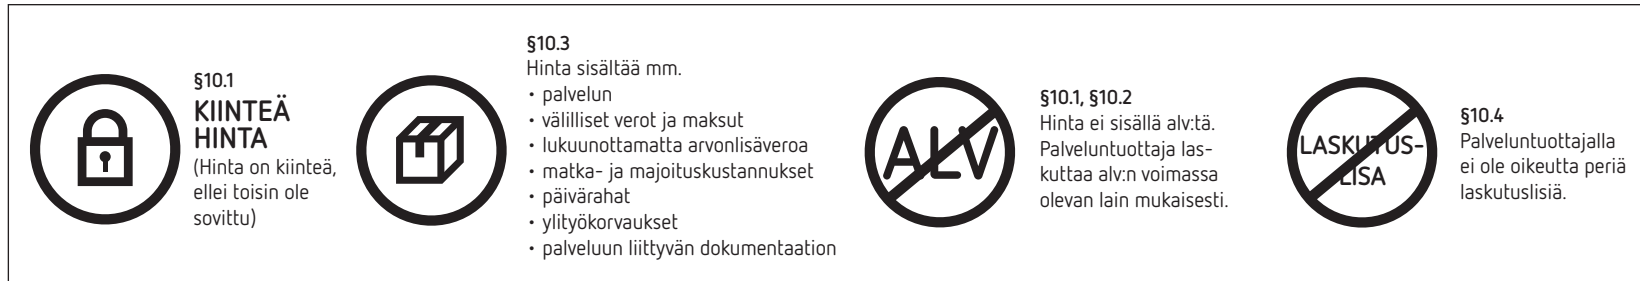 §10.1
KIINTEÄ
HINTA
(Hinta on kiinteä,
ellei toisin ole
sovittu)
§10.3
Hinta sisältää mm.
• palvelun
• välilliset verot ja maksut
• lukuunottamatta arvonlisäveroa
• matka- ja majoituskustannukset
• päivärahat
• ylityökorvaukset
• palveluun liittyvän dokumentaation
ALV
§10.1, §10.2
Hinta ei sisällä alv:tä.
Palveluntuottaja las-
kuttaa alv:n voimassa
olevan lain mukaisesti.
LASKUTUS-
LISA
§10.4
Palveluntuottajalla
ei ole oikeutta periä
laskutuslisiä.